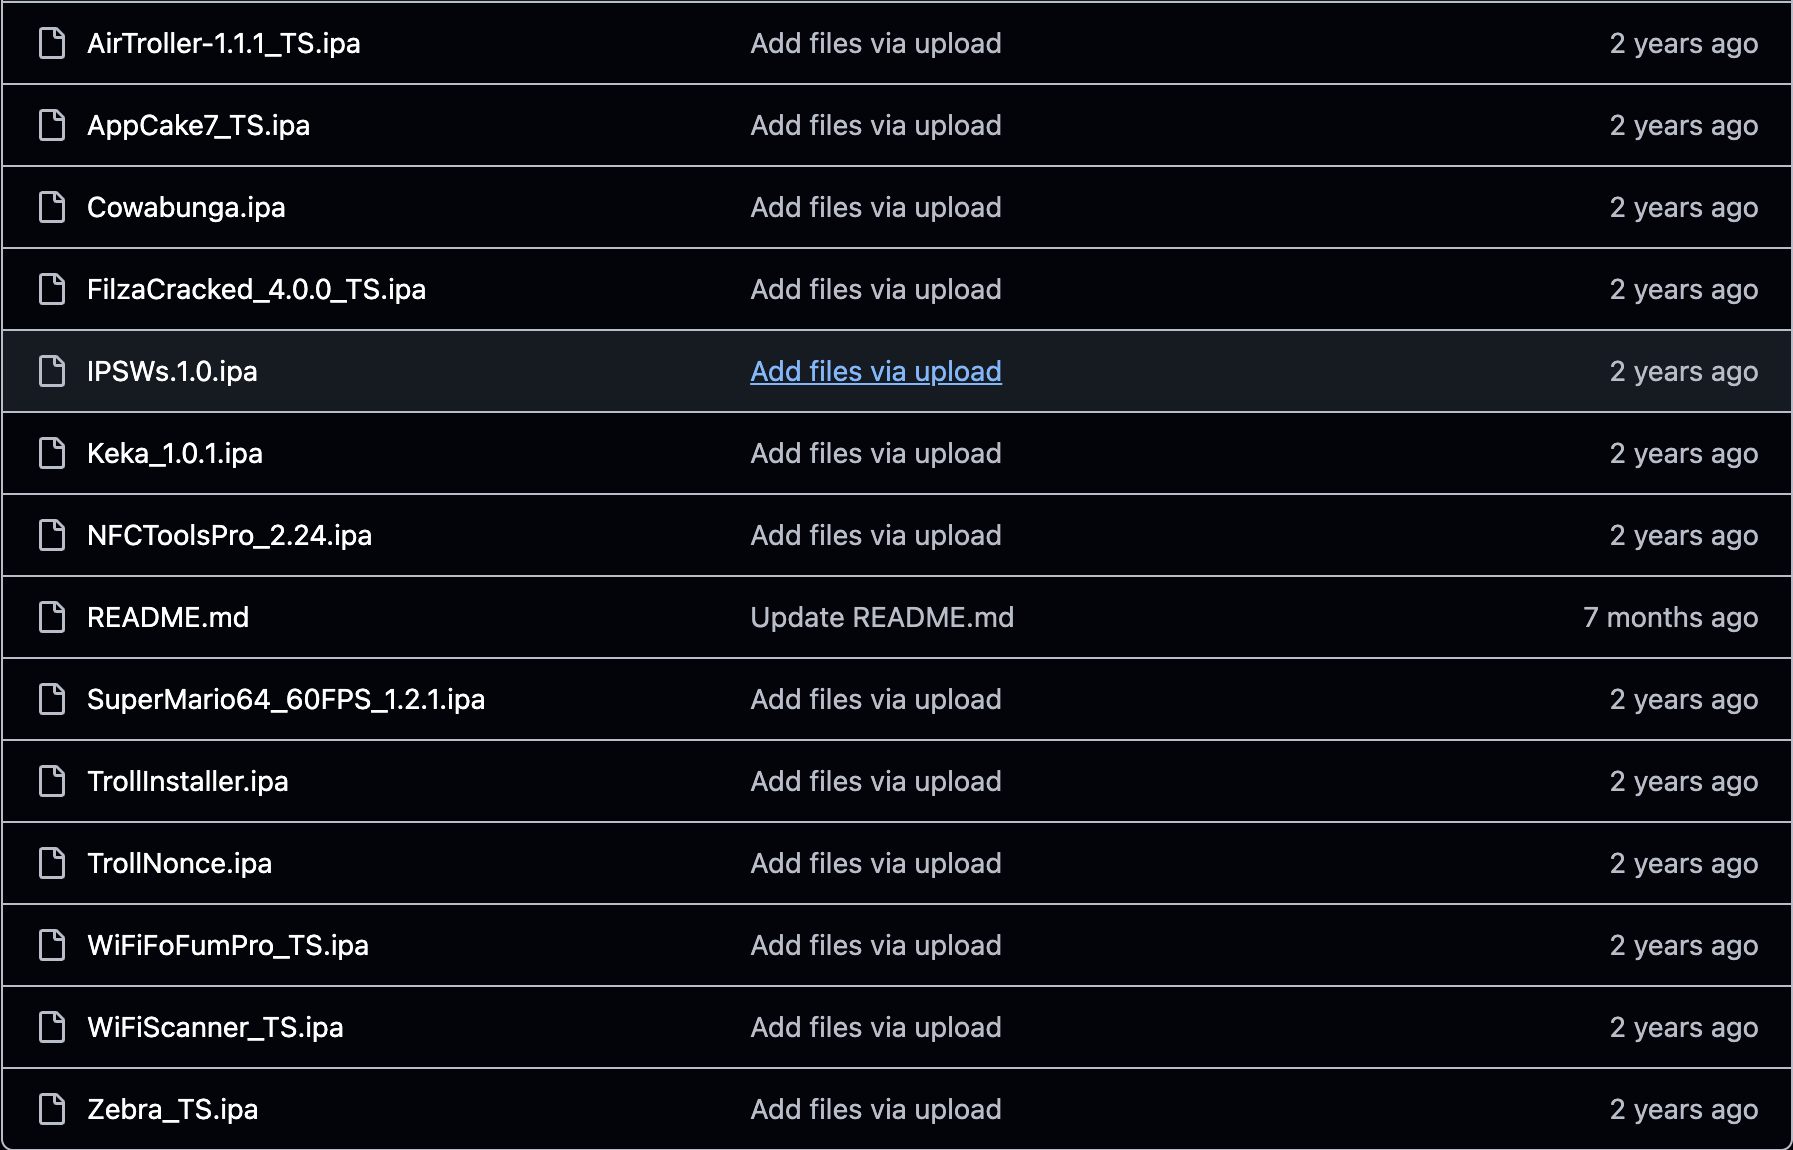 AirTroller-1.1.1_TS.ipa Add files via upload 2 years ago
AppCake7_TS.ipa Add files via upload 2 years ago
Cowabunga.ipa Add files via upload 2 years ago
FilzaCracked_4.0.0_TS.ipa Add files via upload 2 years ago
IPSWs.1.0.ipa Add files via upload 2 years ago
Keka_1.0.1.ipa Add files via upload 2 years ago
NFCToolsPro_2.24.ipa Add files via upload 2 years ago
README.md Update README.md 7 months ago
SuperMario64_60FPS_1.2.1.ipa Add files via upload 2 years ago
TrollInstaller.ipa Add files via upload 2 years ago
TrollNonce.ipa Add files via upload 2 years ago
WiFiFoFumPro_TS.ipa Add files via upload 2 years ago
WiFiScanner_TS.ipa Add files via upload 2 years ago
Zebra_TS.ipa Add files via upload 2 years ago